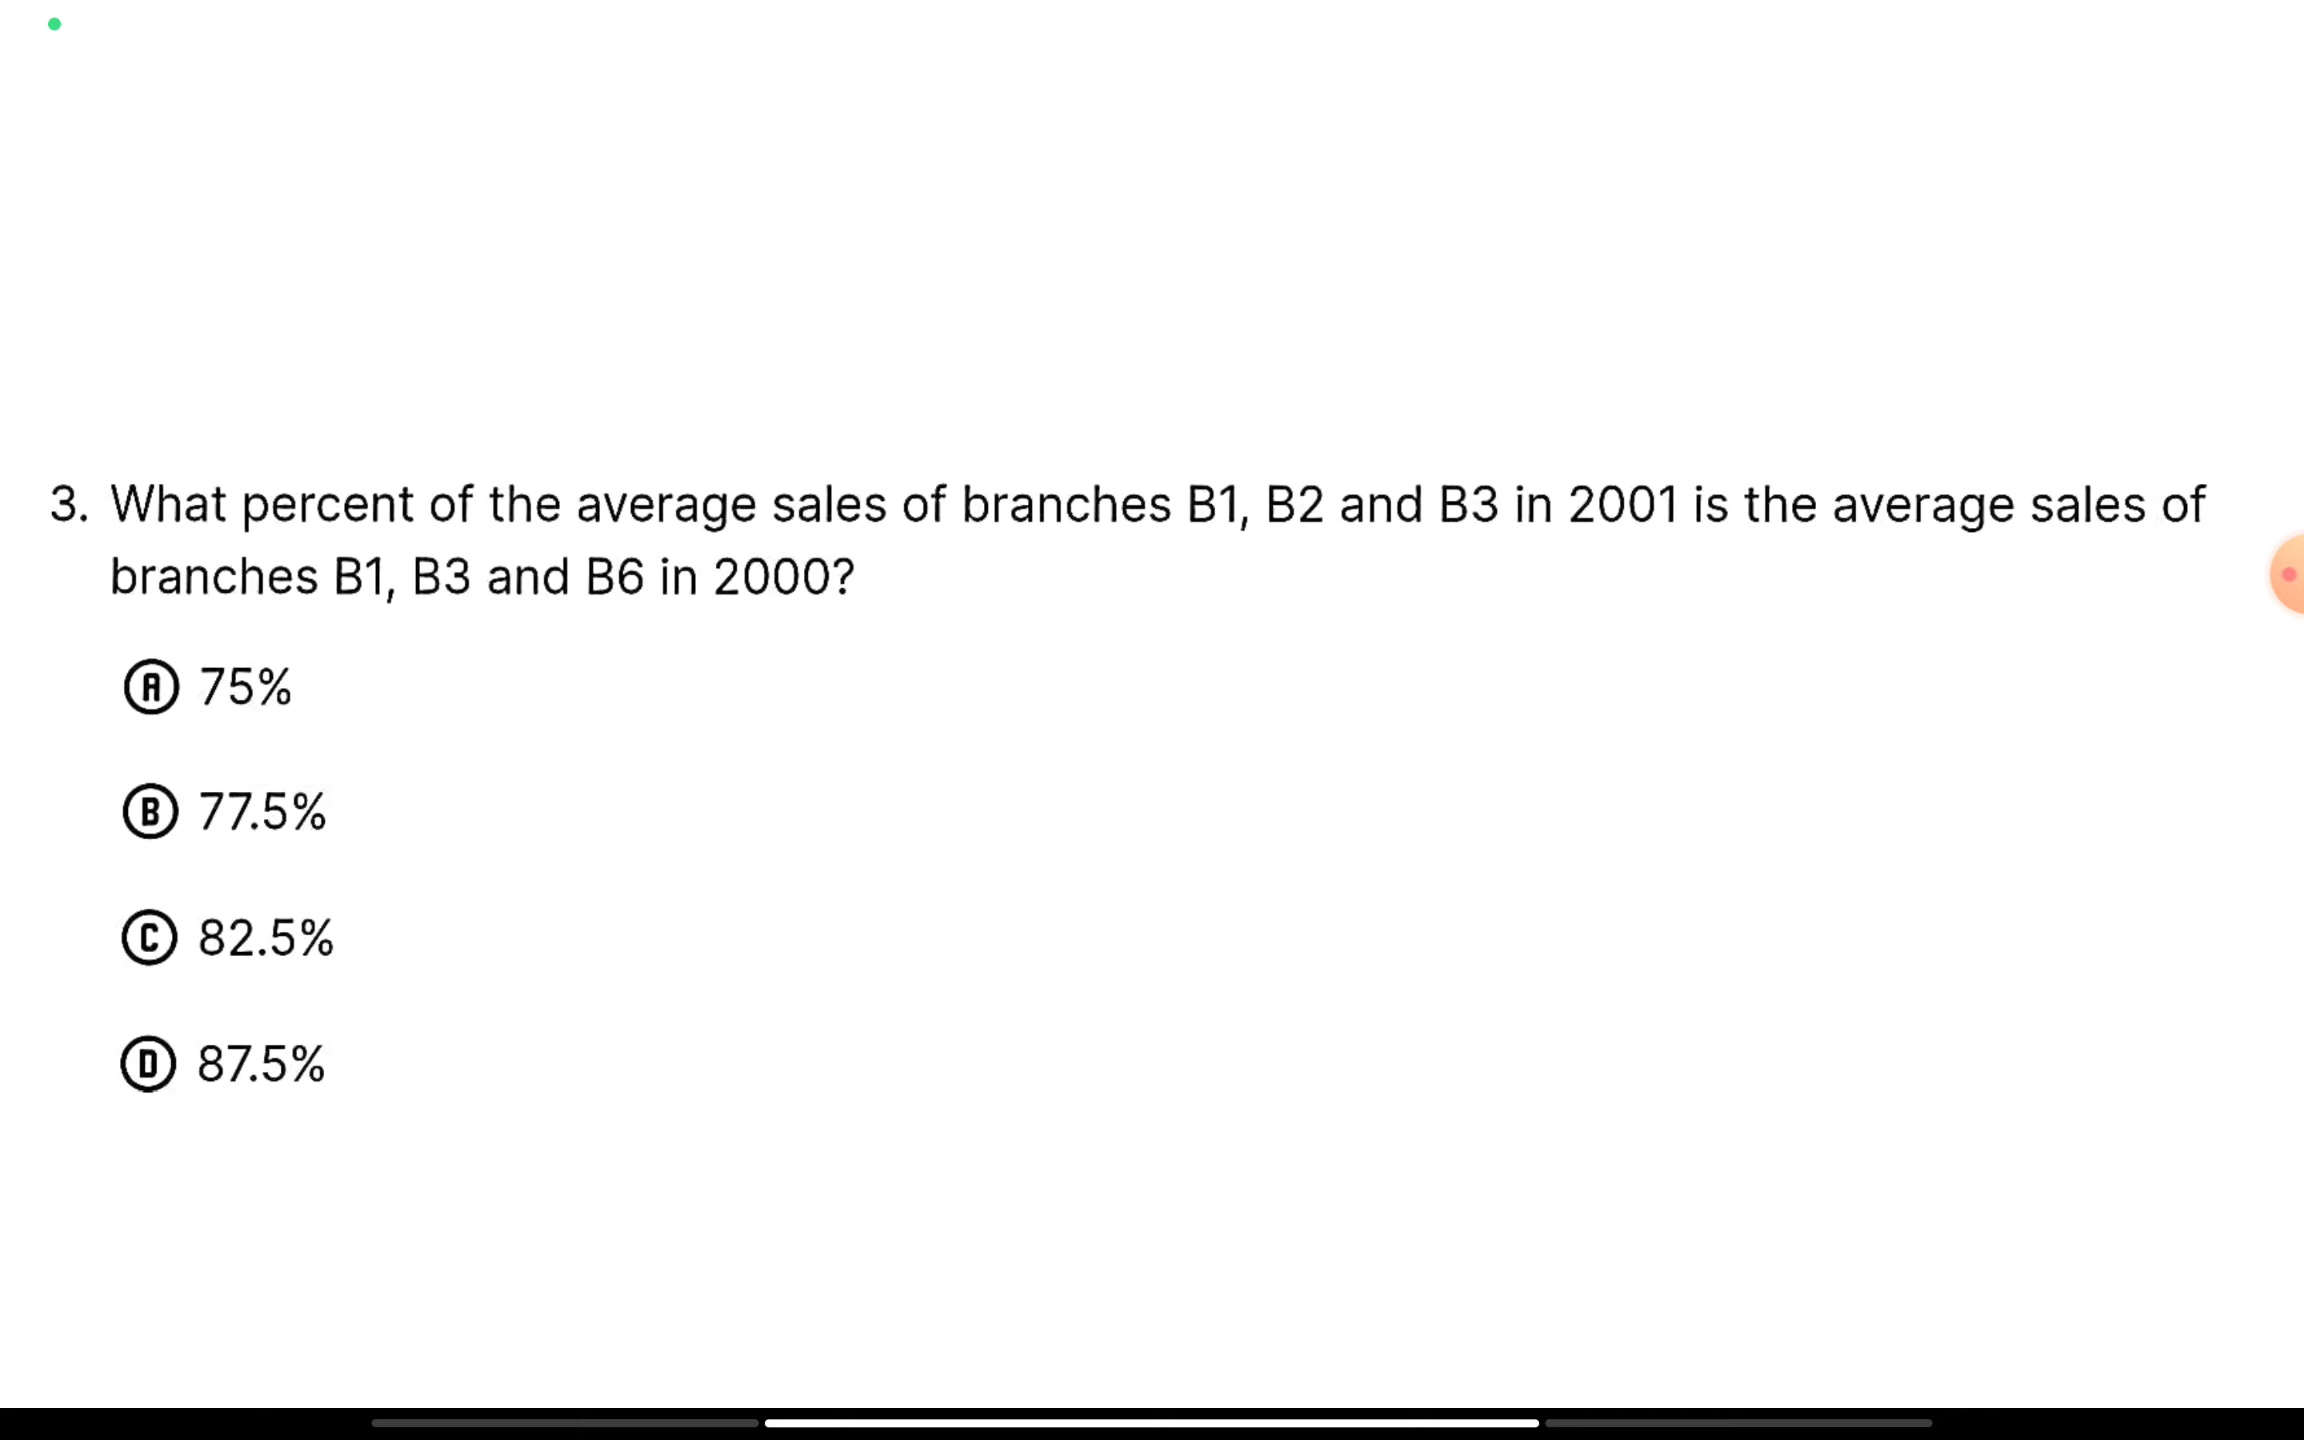 3. What percent of the average sales of branches B1, B2 and B3 in 2001 is the average sales of
branches B1, B3 and B6 in 2000?
A 75%
B 77.5%
C 82.5%
D 87.5%